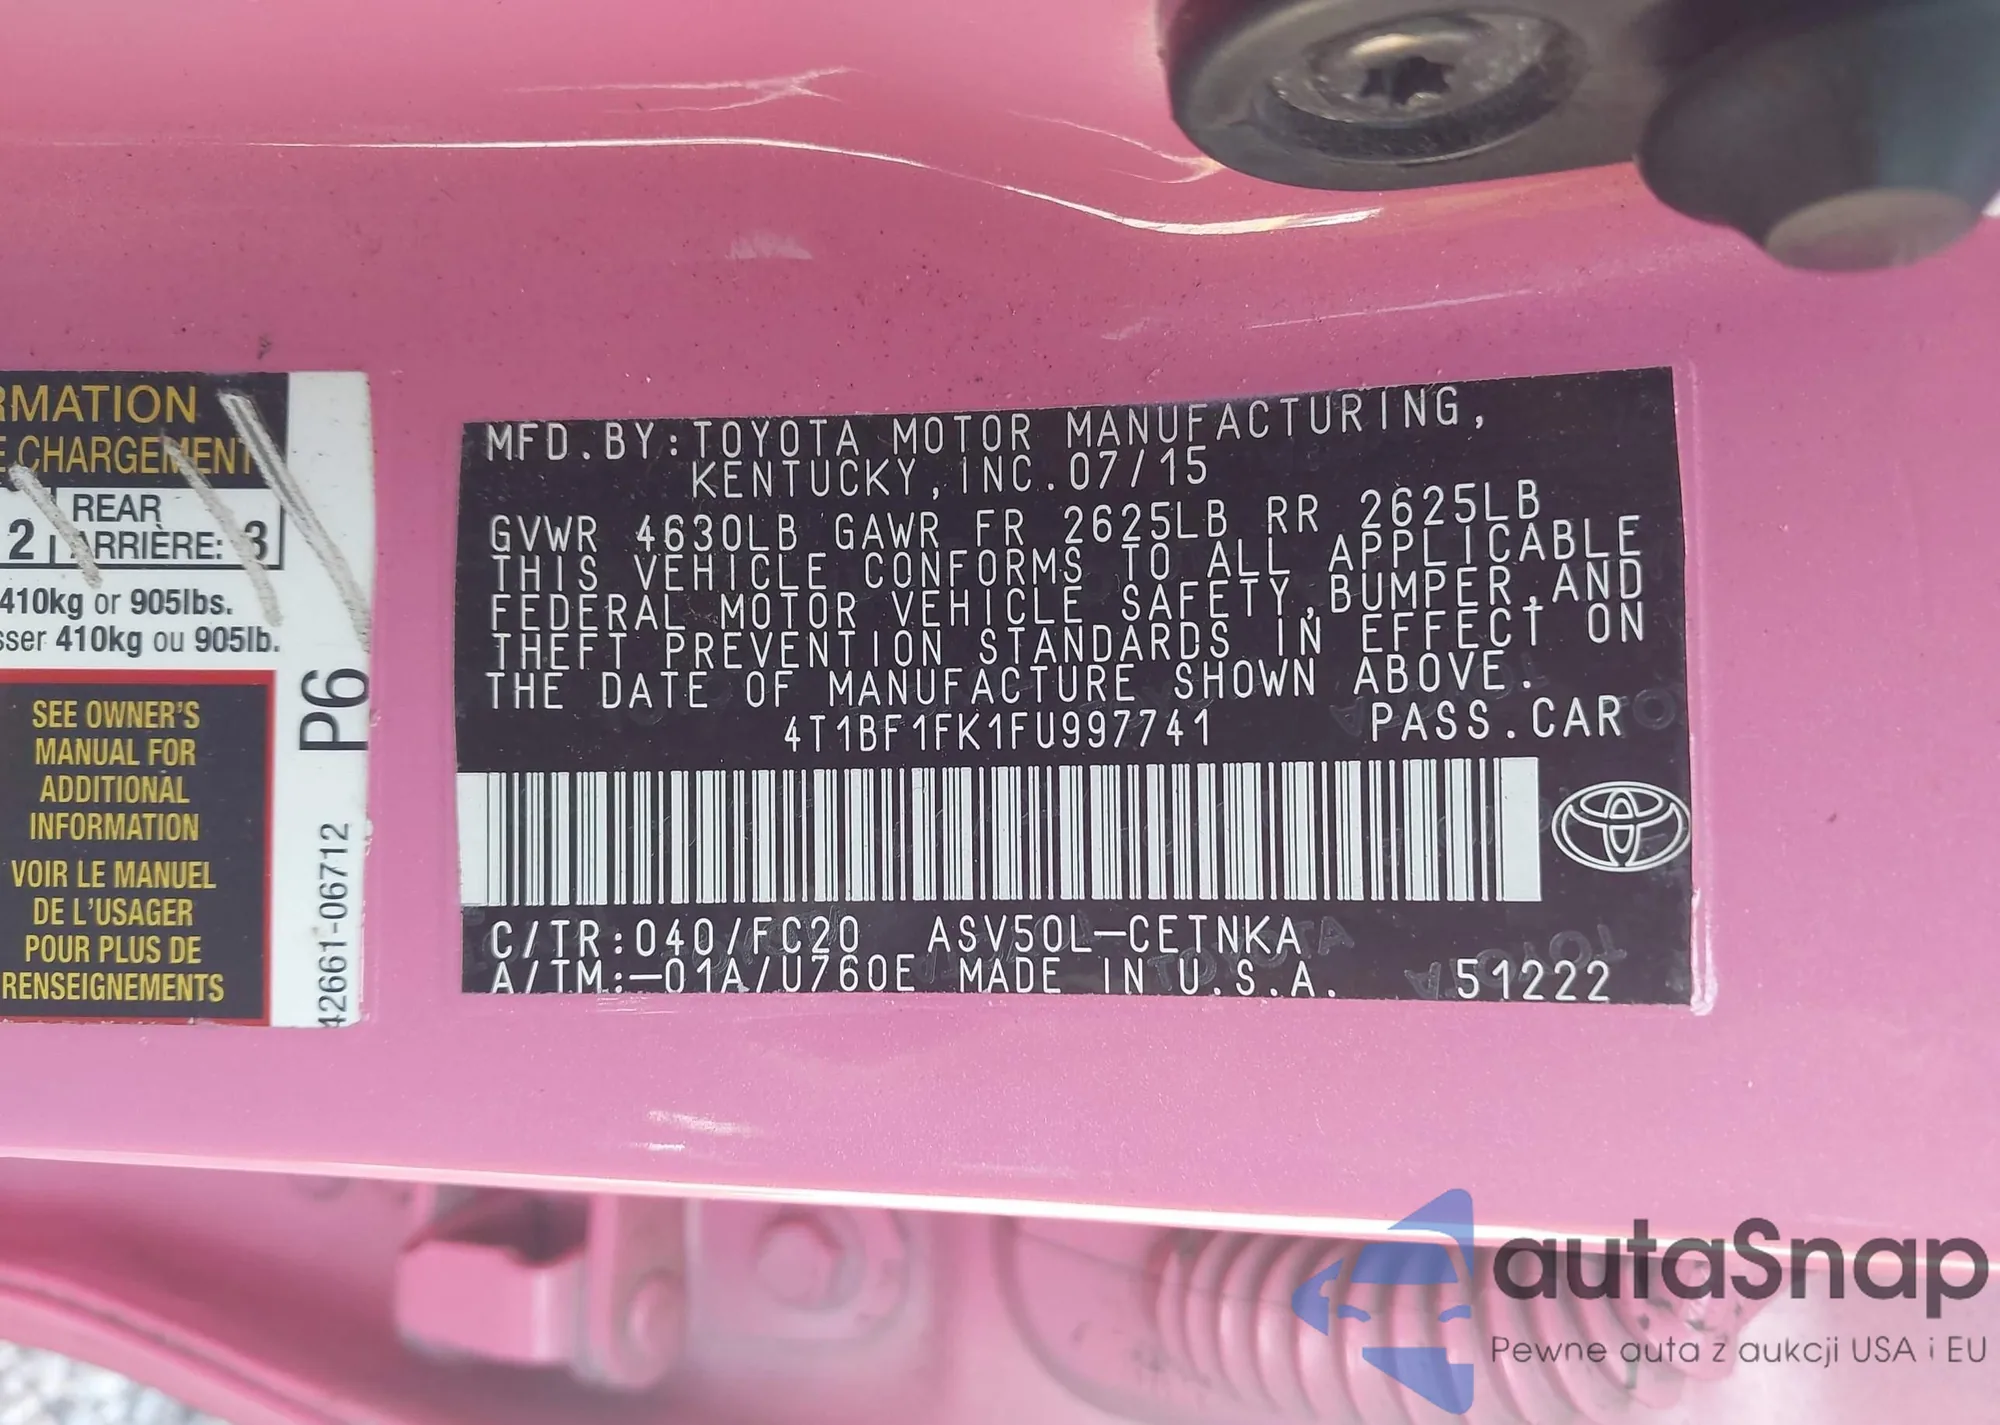 RMATION
E CHARGEMENT
2 REAR ARRIÈRE: 3
410kg or 905lbs.
sser 410kg ou 905lb.
SEE OWNER'S
MANUAL FOR
ADDITIONAL
INFORMATION
VOIR LE MANUEL
DE L'USAGER
POUR PLUS DE
RENSEIGNEMENTS
P6
42661-06712
MFD.BY:TOYOTA MOTOR MANUFACTURING,
KENTUCKY,INC.07/15
GVWR 4630LB GAWR FR 2625LB RR 2625LB
THIS VEHICLE CONFORMS TO ALL APPLICABLE
FEDERAL MOTOR VEHICLE SAFETY,BUMPER,AND
THEFT PREVENTION STANDARDS IN EFFECT ON
THE DATE OF MANUFACTURE SHOWN ABOVE.
4T1BF1FK1FU997741 PASS.CAR
C/TR:040/FC20 ASV50L-CETNKA
A/TM:-01A/U760E MADE IN U.S.A. 51222
autaSnap
Pewne auta z aukcji USA i EU